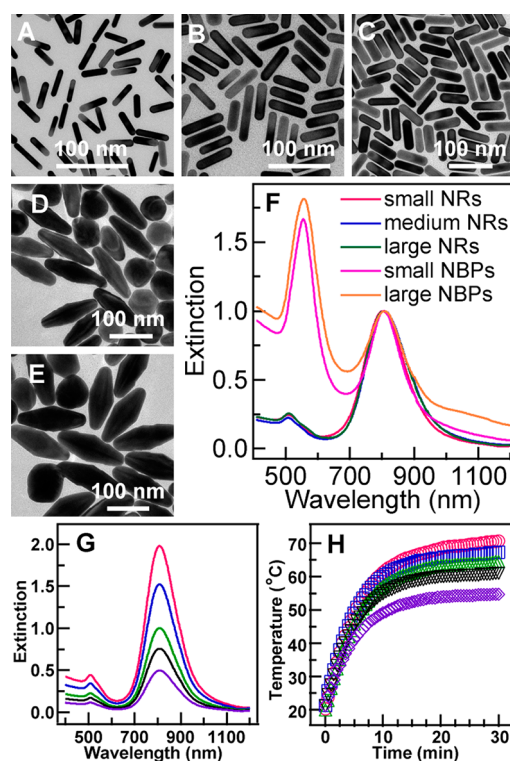 A
100 nm
B
100 nm
C
100 nm
D
100 nm
E
100 nm
F
small NRs
medium NRs
large NRs
small NBPs
large NBPs
1.5
1.0
0.5
0.0
Extinction
500 700 900 1100
Wavelength (nm)
G
2.0
1.5
1.0
0.5
0.0
Extinction
500 700 900 1100
Wavelength (nm)
H
70
60
50
40
30
20
Temperature (°C)
0 10 20 30
Time (min)